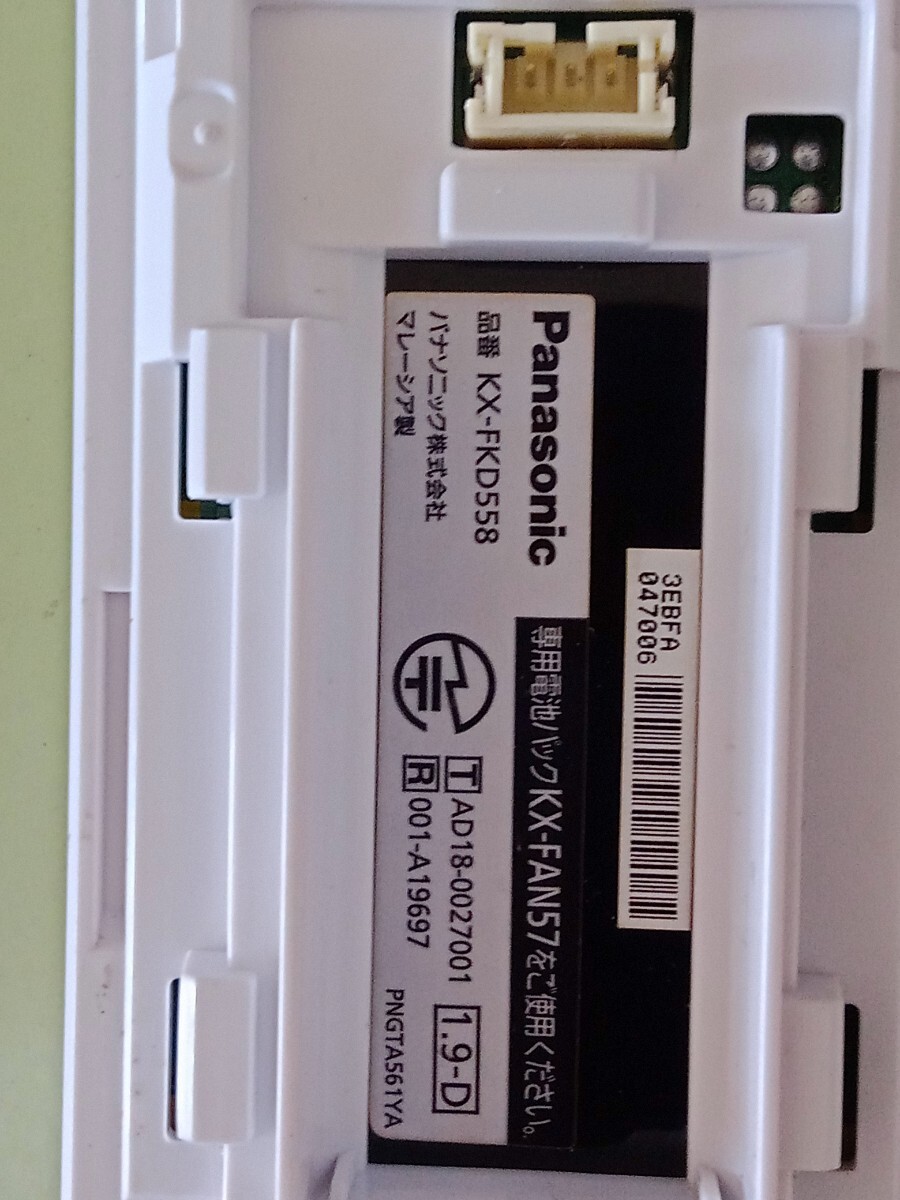 Panasonic
品番 KX-FKD558
パナソニック株式会社
マレーシア製
専用電池パックKX-FAN57をご使用ください。
T AD18-0027001
R 001-A19697
1.9-D
PNGTA561YA
3EBFA
047006